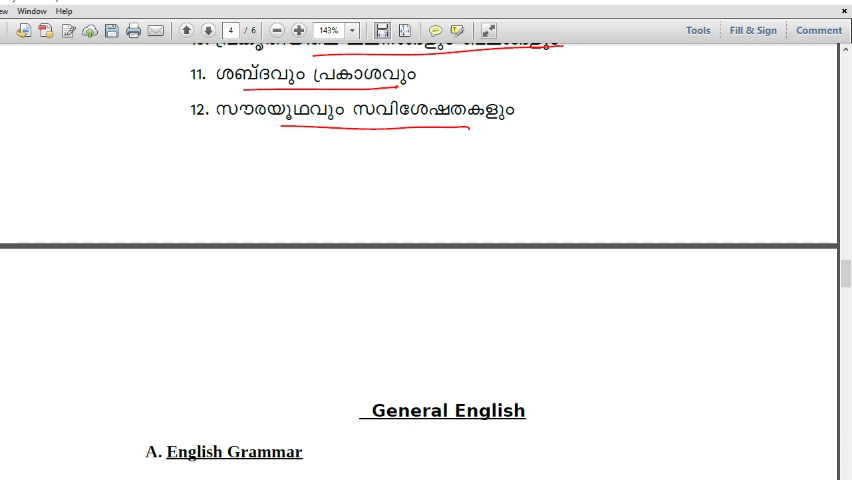 Window Help
4 / 6 143% Tools Fill & Sign Comment
11. ശബ്ദവും പ്രകാശവും
12. സൗരയൂഥവും സവിശേഷതകളും
General English
A. English Grammar